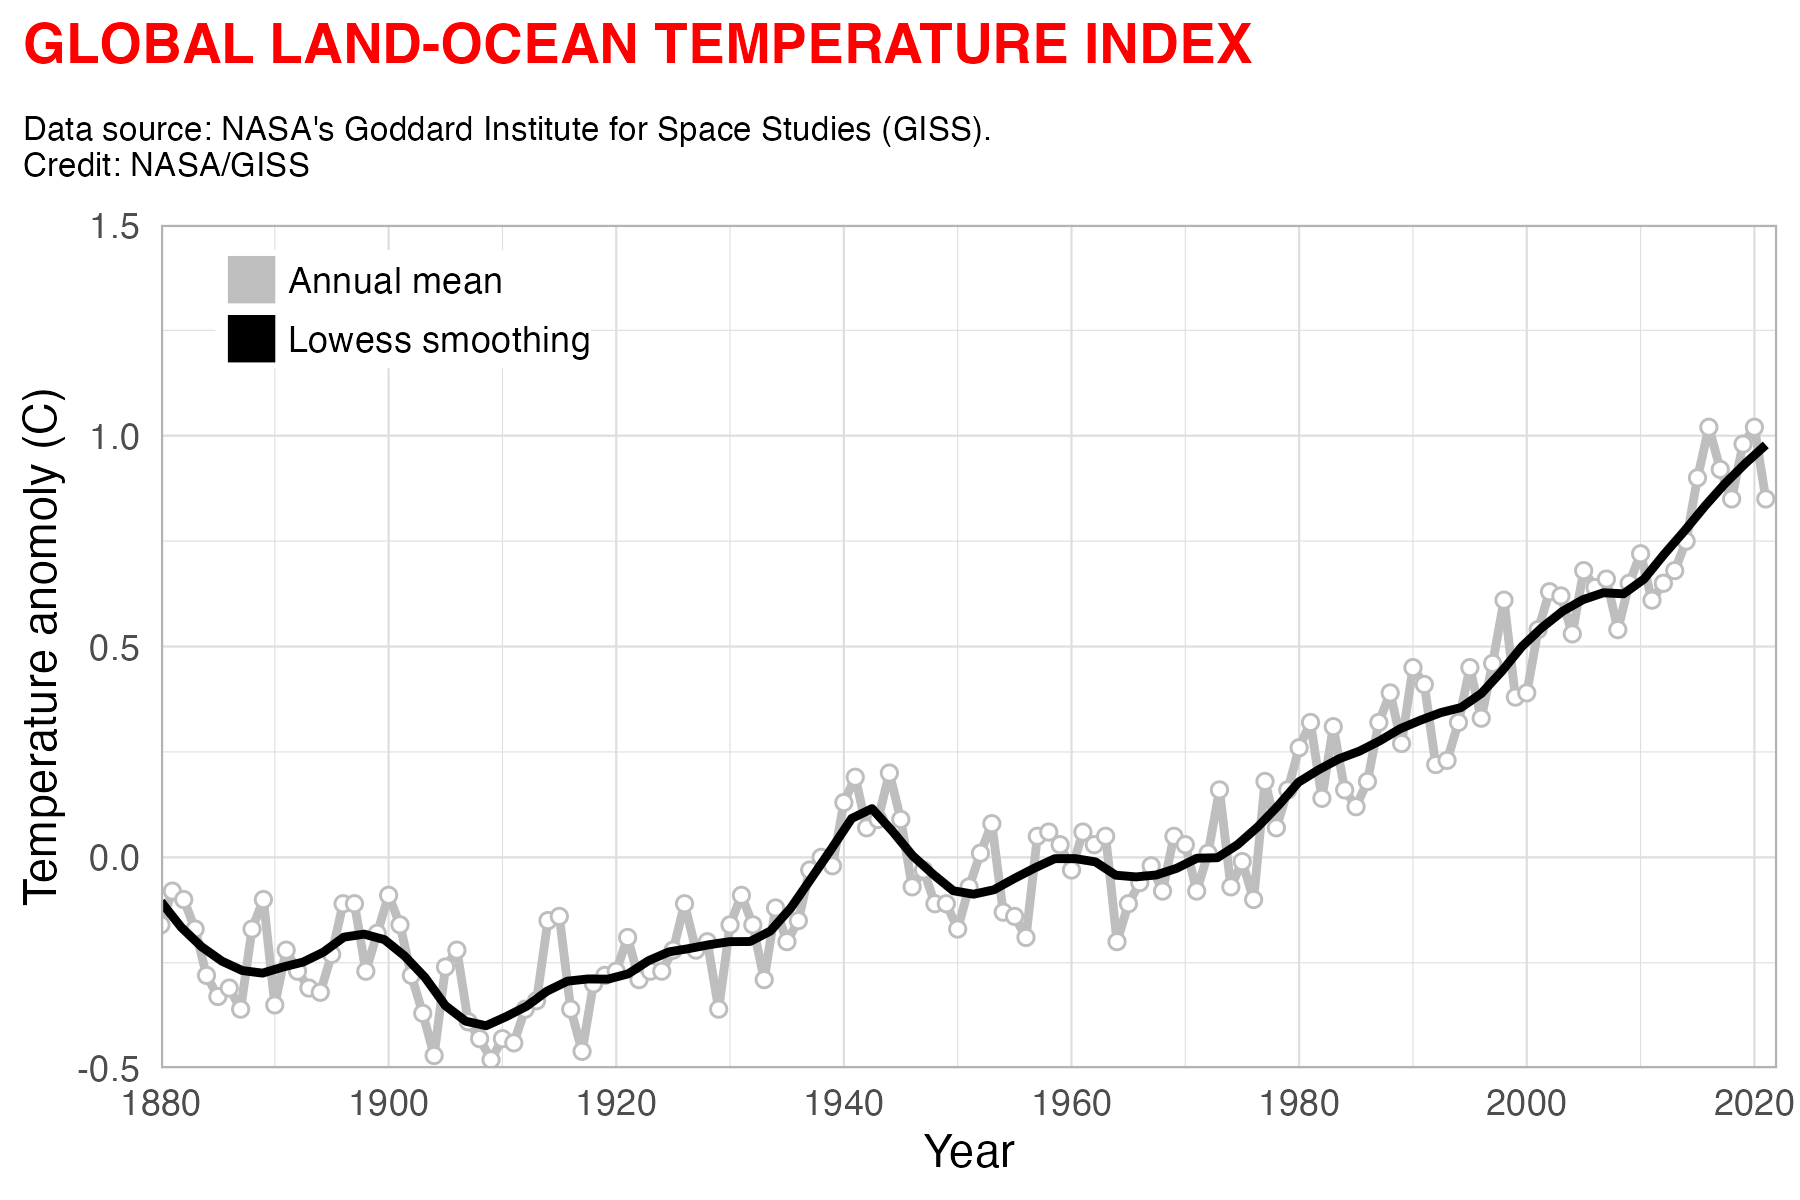 GLOBAL LAND-OCEAN TEMPERATURE INDEX
Data source: NASA's Goddard Institute for Space Studies (GISS).
Credit: NASA/GISS
1.5
1.0
0.5
0.0
-0.5
Temperature anomoly (C)
Annual mean
Lowess smoothing
1880 1900 1920 1940 1960 1980 2000 2020
Year